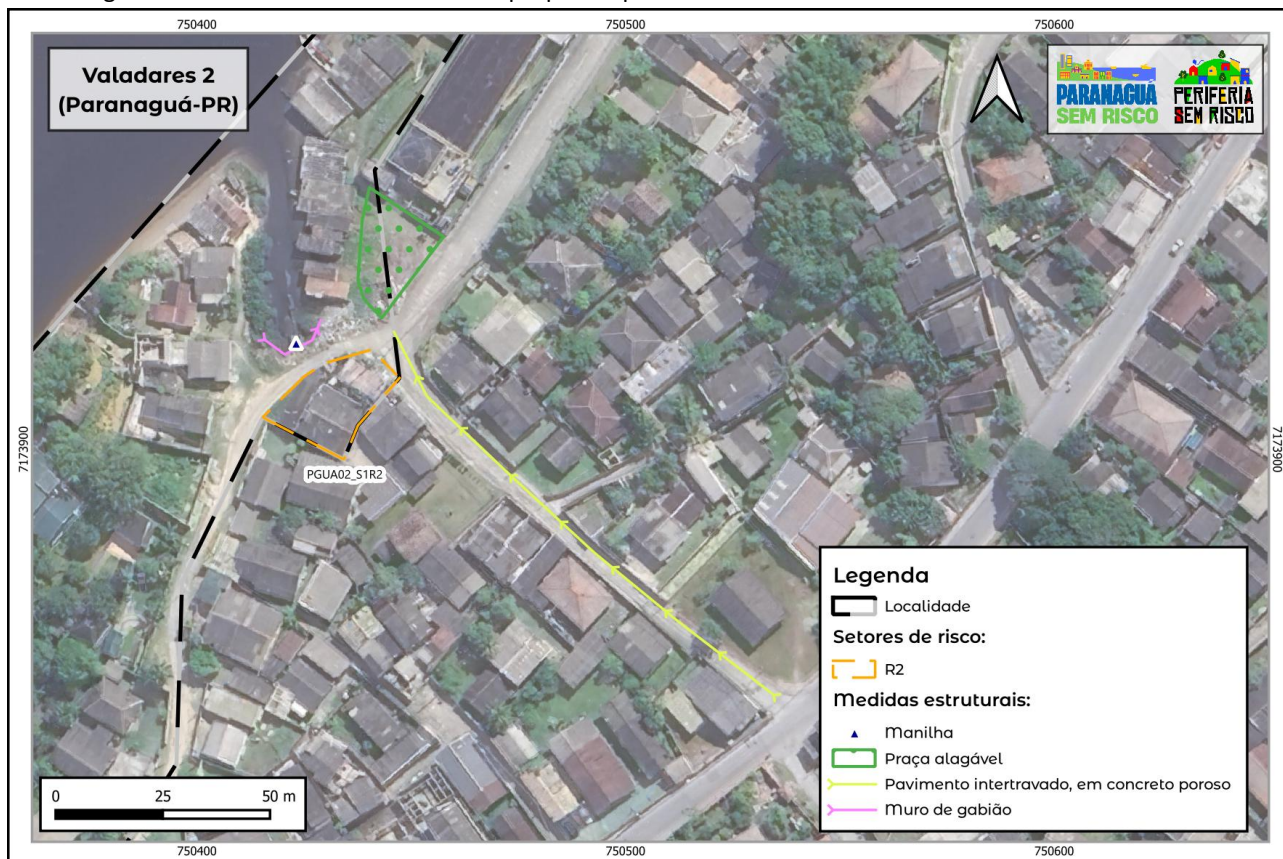 750400
750500
750600
Valadares 2
(Paranaguá-PR)
PARANAGUÁ
SEM RISCO
PERIFERIA
SEM RISCO
7173900
7173900
PGUA02_S1R2
Legenda
Localidade
Setores de risco:
R2
Medidas estruturais:
Manilha
Praça alagável
Pavimento intertravado, em concreto poroso
Muro de gabião
0 25 50 m
750400
750500
750600